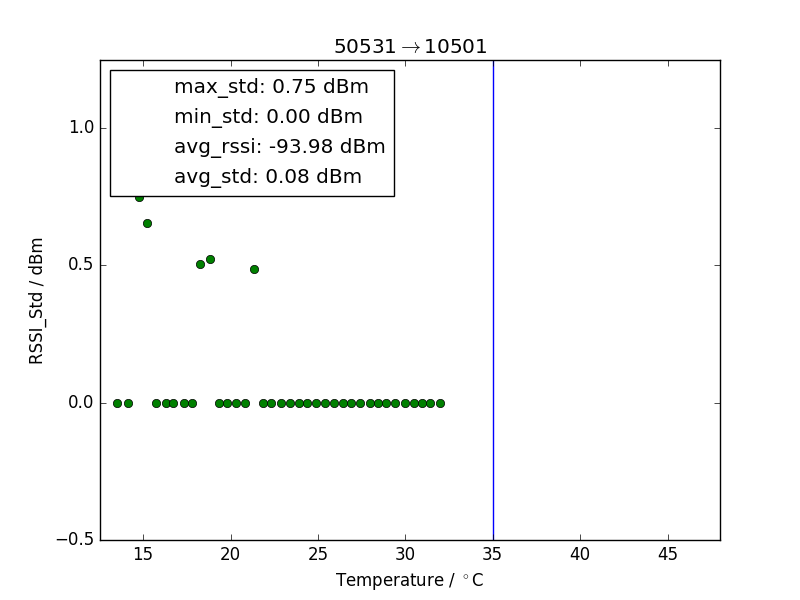 50531→10501
max_std: 0.75 dBm
min_std: 0.00 dBm
avg_rssi: -93.98 dBm
avg_std: 0.08 dBm
1.0
0.5
0.0
−0.5
RSSI_Std / dBm
15 20 25 30 35 40 45
Temperature / °C